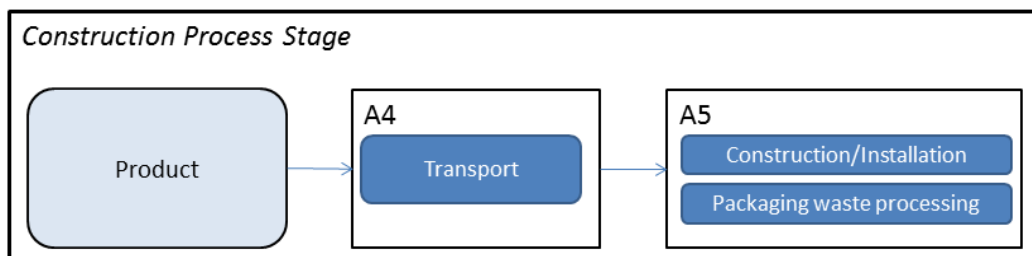 Construction Process Stage
Product
A4
Transport
A5
Construction/Installation
Packaging waste processing